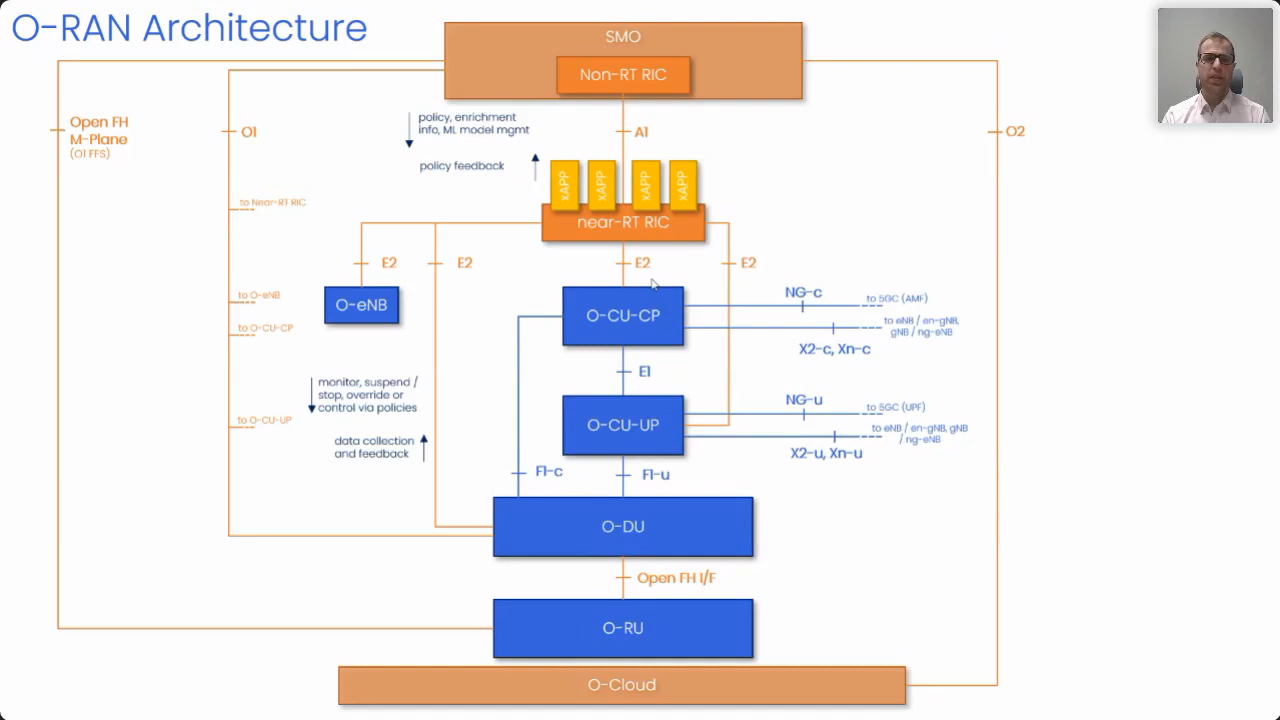 O-RAN Architecture
SMO
Non-RT RIC
Open FH
M-Plane
(O1 FFS)
O1
policy, enrichment
info, ML model mgmt
policy feedback
A1
O2
xAPP
xAPP
xAPP
xAPP
near-RT RIC
to Near-RT RIC
E2
E2
E2
E2
to O-eNB
to O-CU-CP
O-eNB
O-CU-CP
NG-c
to 5GC (AMF)
to eNB / en-gNB,
gNB / ng-eNB
X2-c, Xn-c
E1
monitor, suspend /
stop, override or
control via policies
to O-CU-UP
data collection
and feedback
O-CU-UP
NG-u
to 5GC (UPF)
to eNB / en-gNB, gNB
/ ng-eNB
X2-u, Xn-u
F1-c
F1-u
O-DU
Open FH I/F
O-RU
O-Cloud